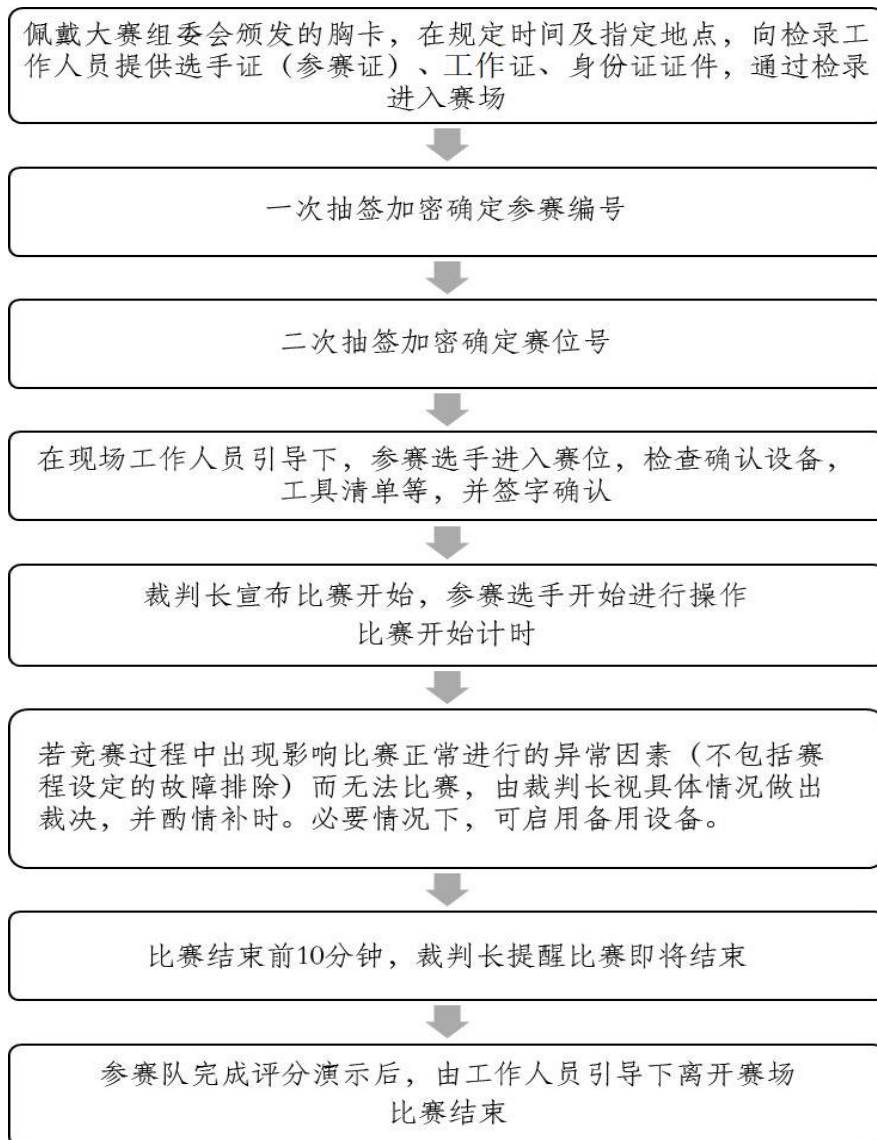 佩戴大赛组委会颁发的胸卡，在规定时间及指定地点，向检录工
作人员提供选手证（参赛证）、工作证、身份证证件，通过检录
进入赛场
一次抽签加密确定参赛编号
二次抽签加密确定赛位号
在现场工作人员引导下，参赛选手进入赛位，检查确认设备，
工具清单等，并签字确认
裁判长宣布比赛开始，参赛选手开始进行操作
比赛开始计时
若竞赛过程中出现影响比赛正常进行的异常因素（不包括赛
程设定的故障排除）而无法比赛，由裁判长视具体情况做出
裁决，并酌情补时。必要情况下，可启用备用设备。
比赛结束前10分钟，裁判长提醒比赛即将结束
参赛队完成评分演示后，由工作人员引导下离开赛场
比赛结束